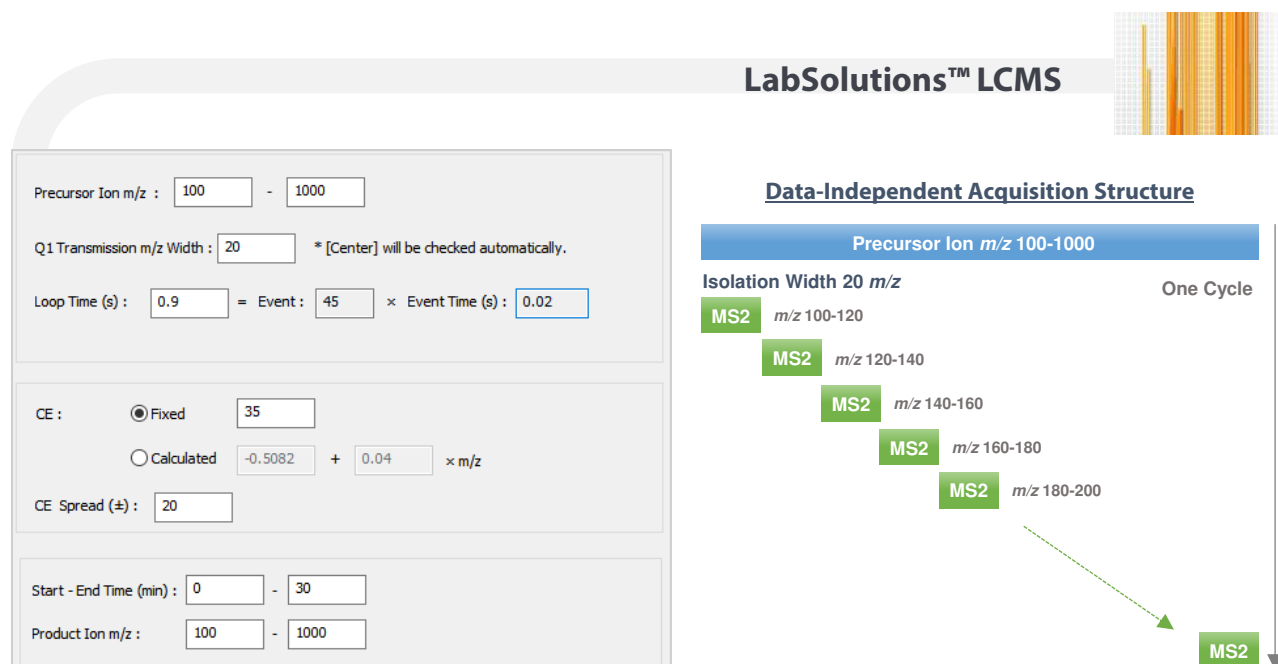 LabSolutions™ LCMS
Precursor Ion m/z : 100 - 1000
Q1 Transmission m/z Width : 20 * [Center] will be checked automatically.
Loop Time (s) : 0.9 = Event : 45 × Event Time (s) : 0.02
CE : Fixed 35
Calculated -0.5082 + 0.04 × m/z
CE Spread (±) : 20
Start - End Time (min) : 0 - 30
Product Ion m/z : 100 - 1000
Data-Independent Acquisition Structure
Precursor Ion m/z 100-1000
Isolation Width 20 m/z
One Cycle
MS2 m/z 100-120
MS2 m/z 120-140
MS2 m/z 140-160
MS2 m/z 160-180
MS2 m/z 180-200
MS2